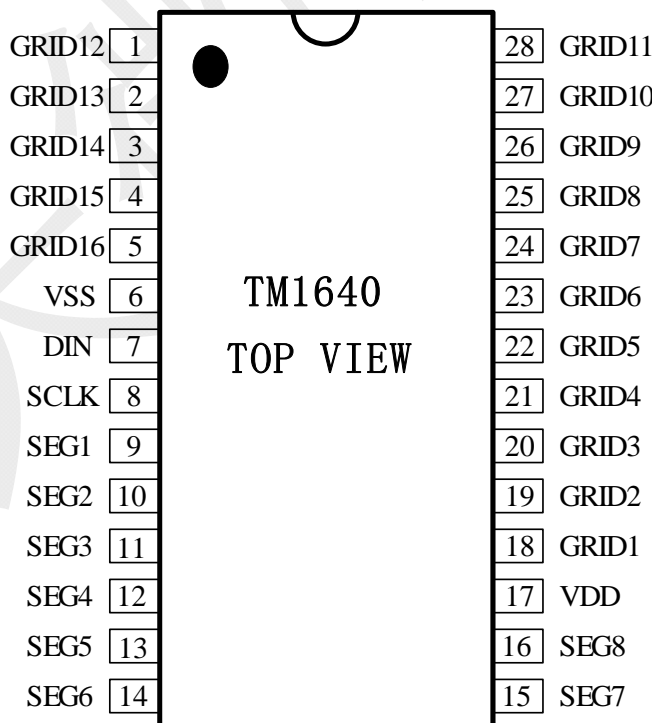 GRID12 1 28 GRID11
GRID13 2 27 GRID10
GRID14 3 26 GRID9
GRID15 4 25 GRID8
GRID16 5 24 GRID7
VSS 6 23 GRID6
DIN 7 22 GRID5
SCLK 8 21 GRID4
SEG1 9 20 GRID3
SEG2 10 19 GRID2
SEG3 11 18 GRID1
SEG4 12 17 VDD
SEG5 13 16 SEG8
SEG6 14 15 SEG7
TM1640
TOP VIEW